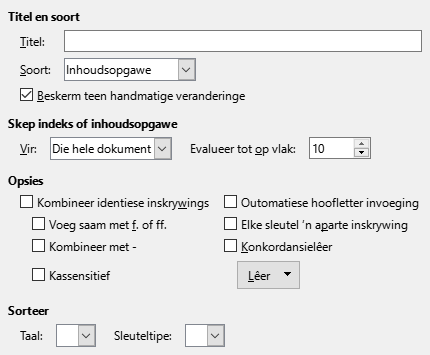 Titel en soort
Titel:
Soort: Inhoudsopgawe
Beskerm teen handmatige veranderinge
Skep indeks of inhoudsopgawe
Vir: Die hele dokument Evalueer tot op vlak: 10
Opsies
Kombineer identiese inskrywings Outomatiese hoofletter invoeging
Voeg saam met f. of ff. Elke sleutel 'n aparte inskrywing
Kombineer met - Konkordansielêer
Kassensitief Lêer
Sorteer
Taal: Sleuteltipe: